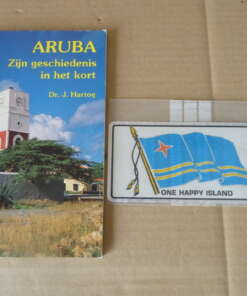 ARUBA
Zijn geschiedenis
in het kort
Dr. J. Hartog
ONE HAPPY ISLAND